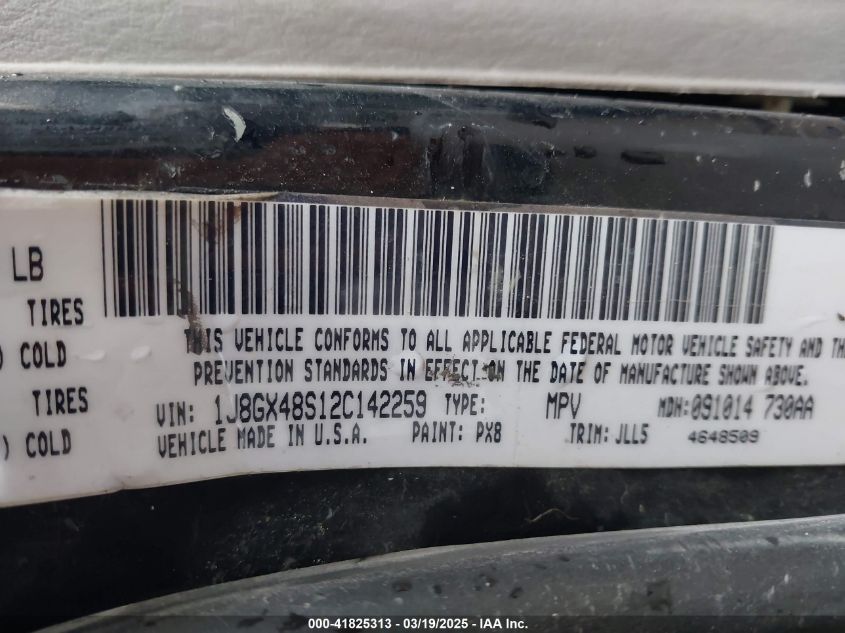 LB
TIRES
) COLD
TIRES
) COLD
THIS VEHICLE CONFORMS TO ALL APPLICABLE FEDERAL MOTOR VEHICLE SAFETY AND
PREVENTION STANDARDS IN EFFECT ON THE DATE OF MANUFACTURE SHOWN ABOVE.
VIN: 1J8GX48S12C142259 TYPE: MPV MDH:091014 730AA
VEHICLE MADE IN U.S.A. PAINT: PX8 TRIM: JLL5 4648509
000-41825313 - 03/19/2025 - IAA Inc.